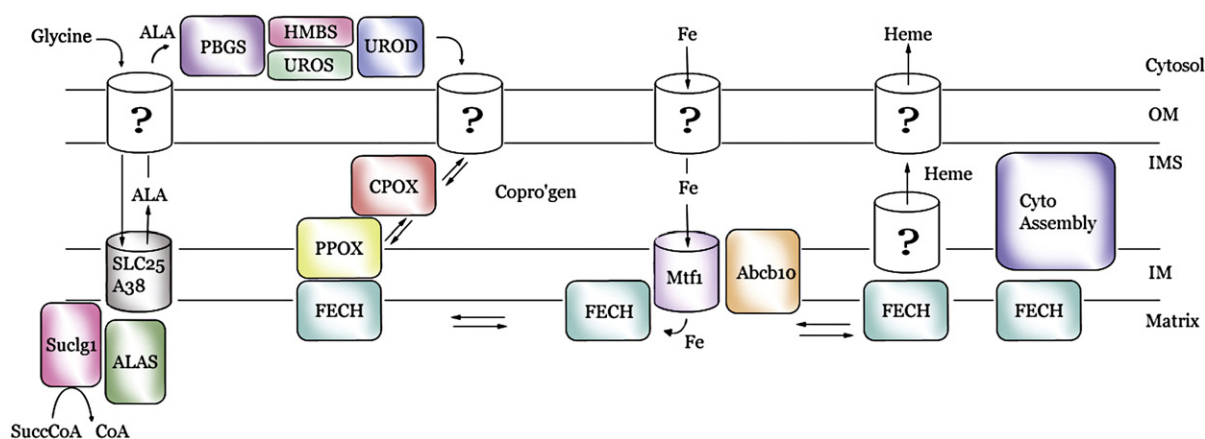 Glycine
ALA
PBGS
HMBS
UROS
UROD
Fe
Heme
Cytosol
?
?
?
?
OM
IMS
ALA
CPOX
Copro'gen
Fe
Heme
Cyto
Assembly
SLC25
A38
PPOX
Mtf1
Abcb10
?
IM
FECH
FECH
FECH
FECH
Matrix
Suclg1
ALAS
Fe
SuccCoA
CoA